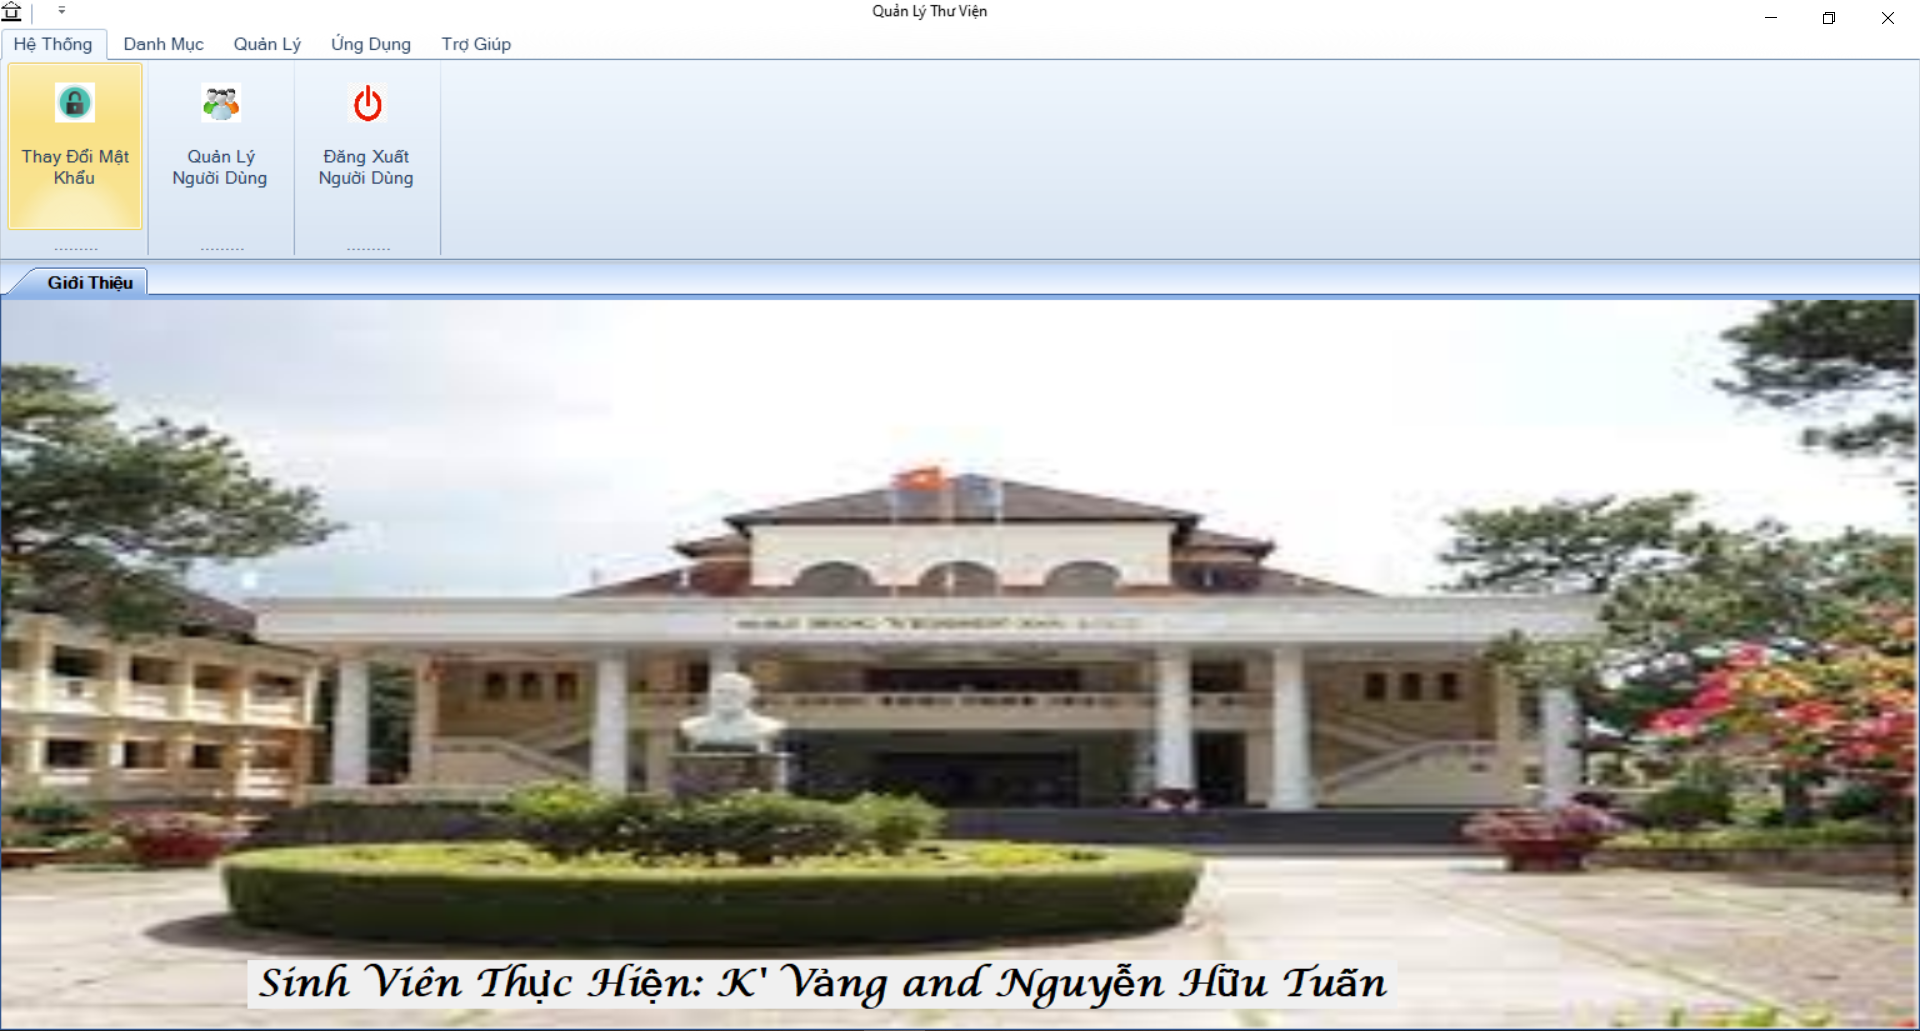 Quản Lý Thư Viện
Hệ Thống Danh Mục Quản Lý Ứng Dụng Trợ Giúp
Thay Đổi Mật
Khẩu
Quản Lý
Người Dùng
Đăng Xuất
Người Dùng
.........
.........
.........
Giới Thiệu
Sinh Viên Thực Hiện: K' Vảng and Nguyễn Hữu Tuấn